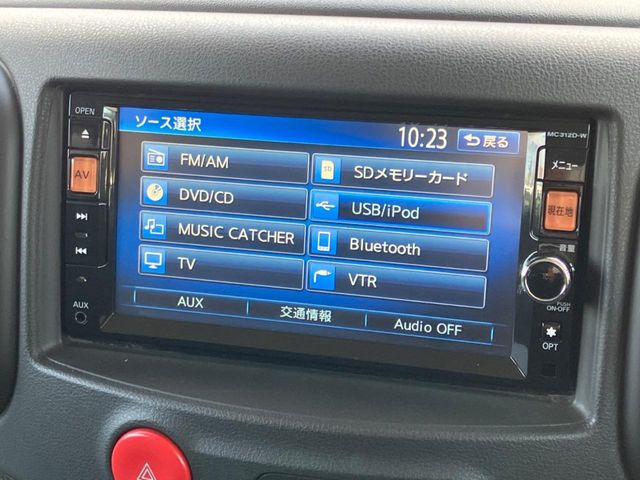 OPEN
MC312D-W
ソース選択
10:23
戻る
メニュー
AV
FM/AM
SDメモリーカード
SD
DVD/CD
USB/iPod
現在地
MUSIC CATCHER
Bluetooth
音量
TV
VTR
PUSH
ON-OFF
AUX
AUX
交通情報
Audio OFF
OPT